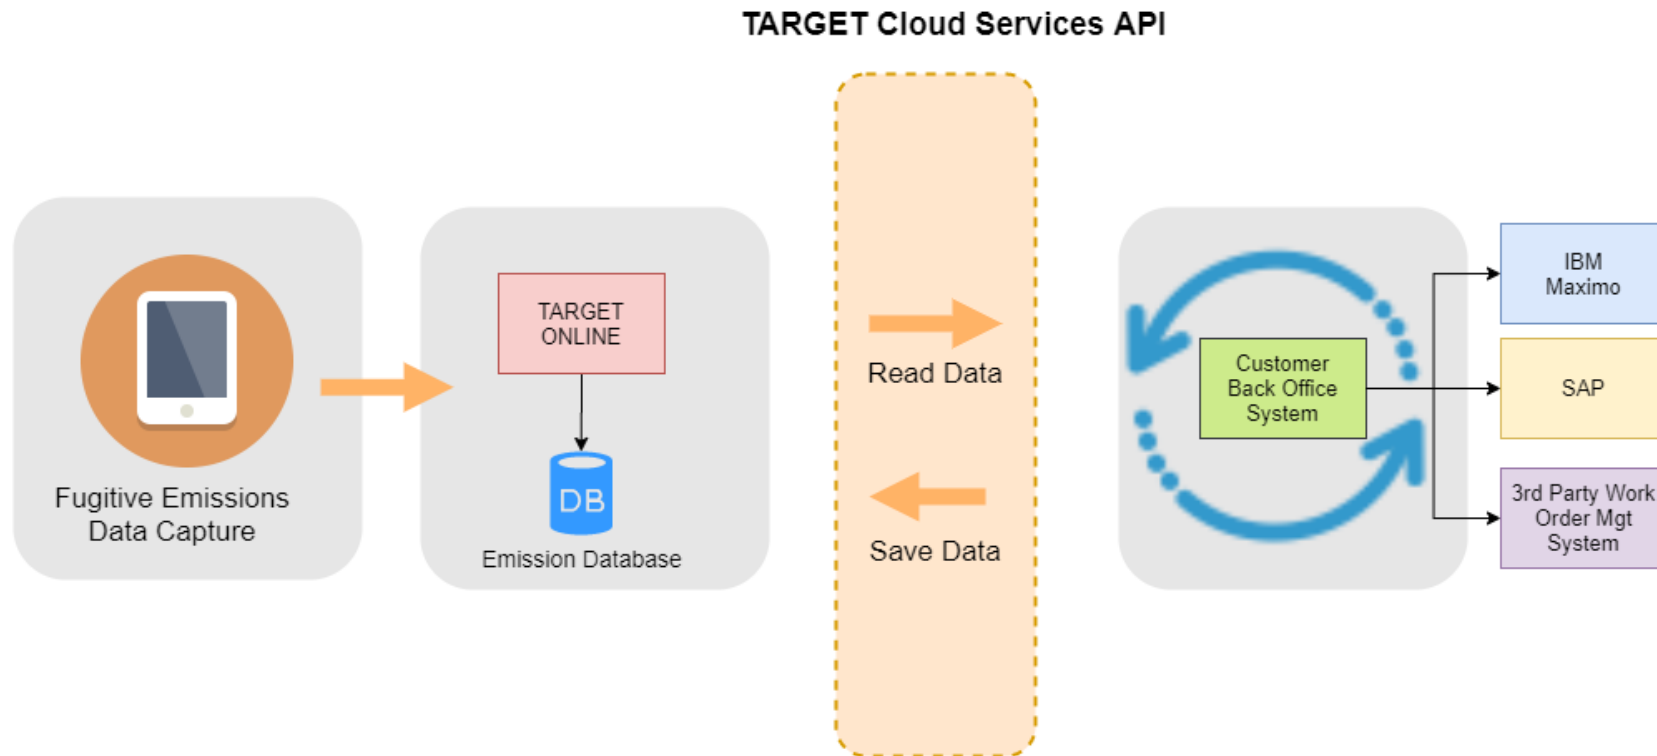 TARGET Cloud Services API
Fugitive Emissions
Data Capture
TARGET
ONLINE
DB
Emission Database
Read Data
Save Data
Customer
Back Office
System
IBM
Maximo
SAP
3rd Party Work
Order Mgt
System